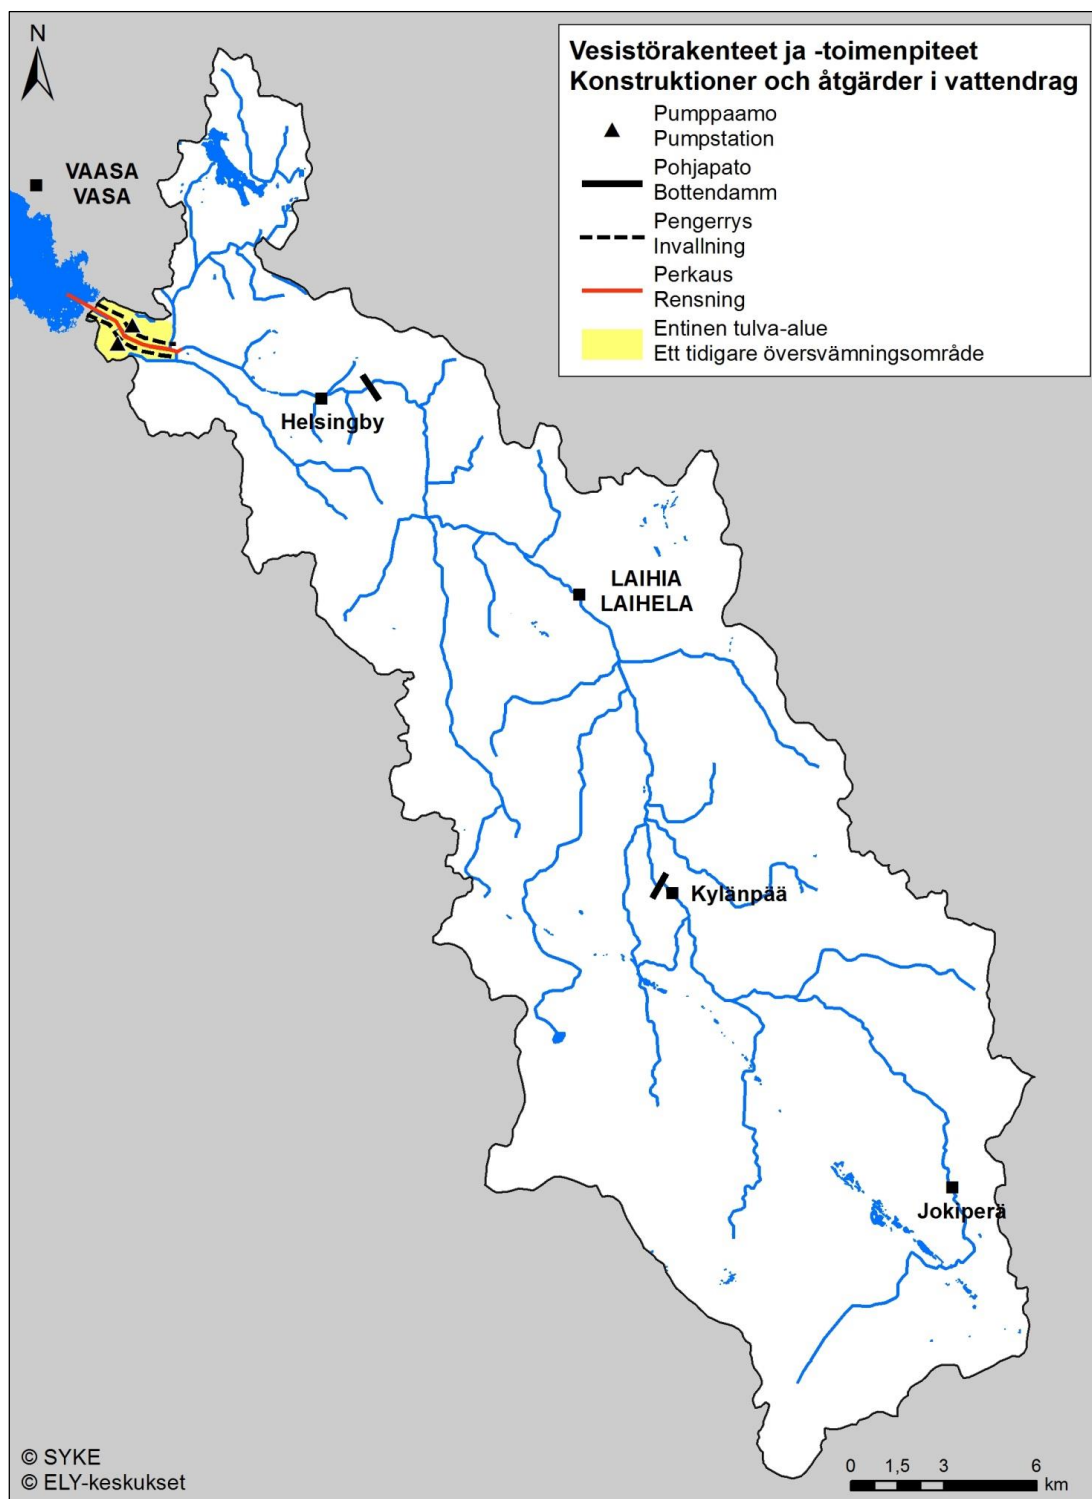 N
Vesistörakenteet ja -toimenpiteet
Konstruktioner och åtgärder i vattendrag
Pumppaamo
Pumpstation
Pohjapato
Bottendamm
Pengerrys
Invallning
Perkaus
Rensning
Entinen tulva-alue
Ett tidigare översvämningsområde
VAASA
VASA
Helsingby
LAIHIA
LAIHELA
Kylänpää
Jokiperä
© SYKE
© ELY-keskukset
0 1,5 3 6
km